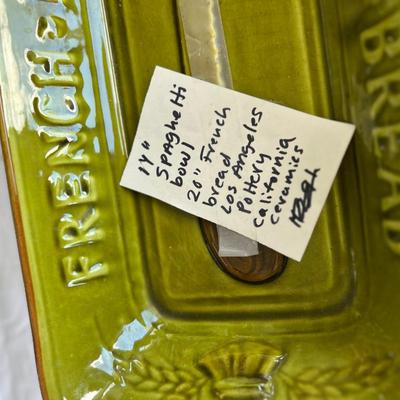 FRENCH
BREAD
14"
Spaghetti
bowl
20" French
bread
Los Angeles
Pottery
California
ceramics